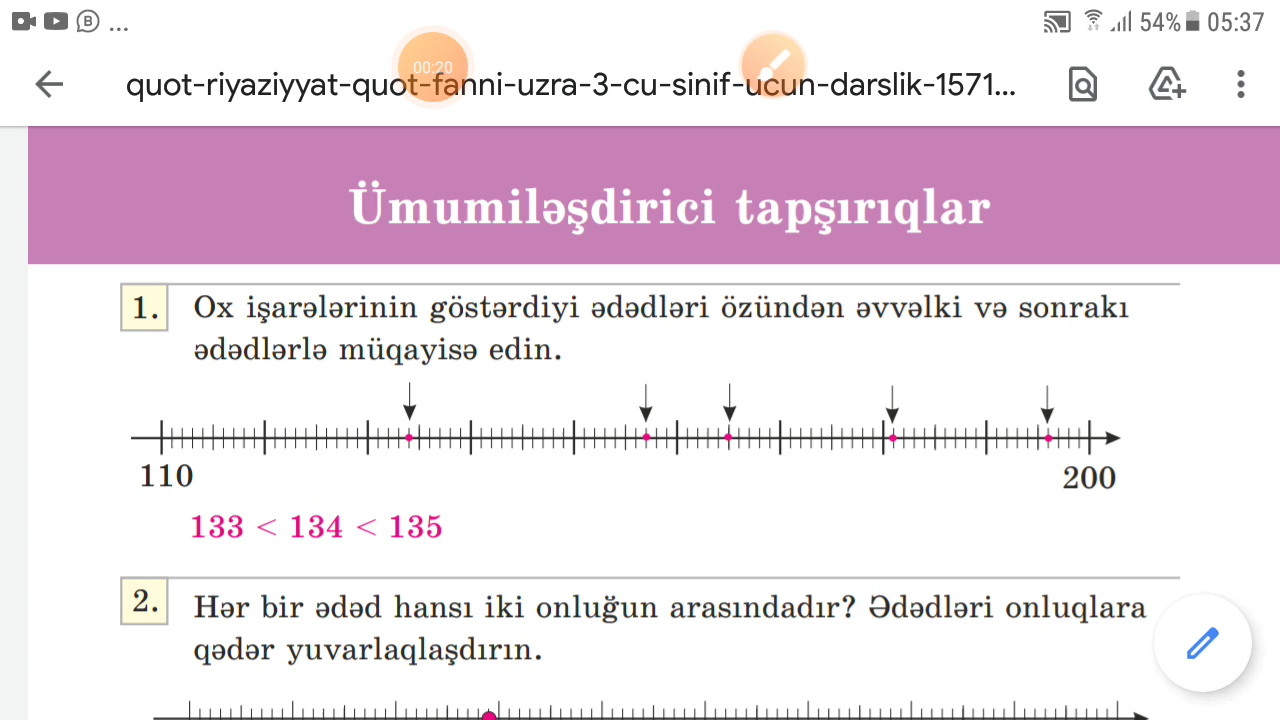 ... 54% 05:37
00:20
quot-riyaziyyat-quot-fanni-uzra-3-cu-sinif-ucun-darslik-1571...
Ümumiləşdirici tapşırıqlar
1. Ox işarələrinin göstərdiyi ədədləri özündən əvvəlki və sonrakı
ədədlərlə müqayisə edin.
110 200
133 < 134 < 135
2. Hər bir ədəd hansı iki onluğun arasındadır? Ədədləri onluqlara
qədər yuvarlaqlaşdırın.